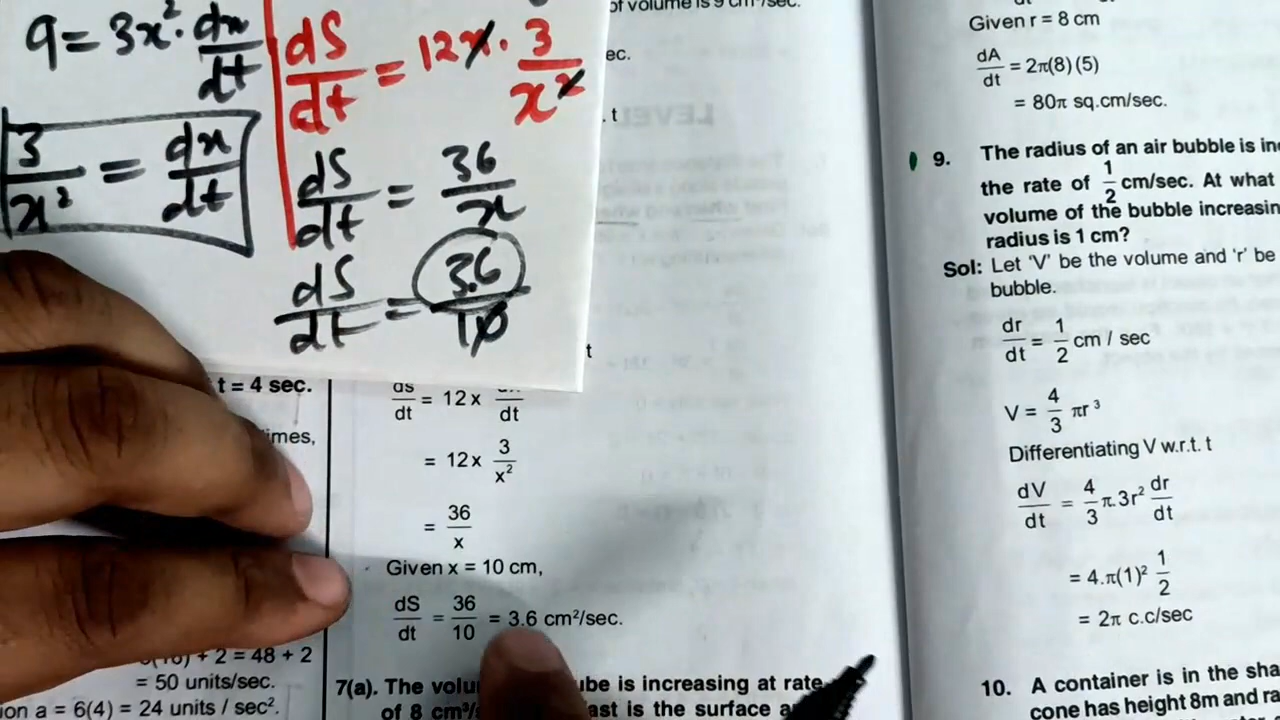 9 = 3x² · dx/dt
3/x² = dx/dt
dS/dt = 12x · 3/x²
dS/dt = 36/x
dS/dt = 3.6/10
of volume is 9 cm³/sec.
ec.
. t
t
t = 4 sec.
imes,
+ 2 = 48 + 2
= 50 units/sec.
ion a = 6(4) = 24 units / sec².
ds/dt = 12x /dt
= 12x 3/x²
= 36/x
Given x = 10 cm,
dS/dt = 36/10 = 3.6 cm²/sec.
7(a). The volu ube is increasing at rate
of 8 cm³/ ast is the surface a
Given r = 8 cm
dA/dt = 2π(8) (5)
= 80π sq.cm/sec.
9. The radius of an air bubble is in
the rate of 1/2 cm/sec. At what
volume of the bubble increasin
radius is 1 cm?
Sol: Let 'V' be the volume and 'r' be
bubble.
dr/dt = 1/2 cm / sec
V = 4/3 πr³
Differentiating V w.r.t. t
dV/dt = 4/3 π.3r² dr/dt
= 4.π(1)² 1/2
= 2π c.c/sec
10. A container is in the sha
cone has height 8m and ra